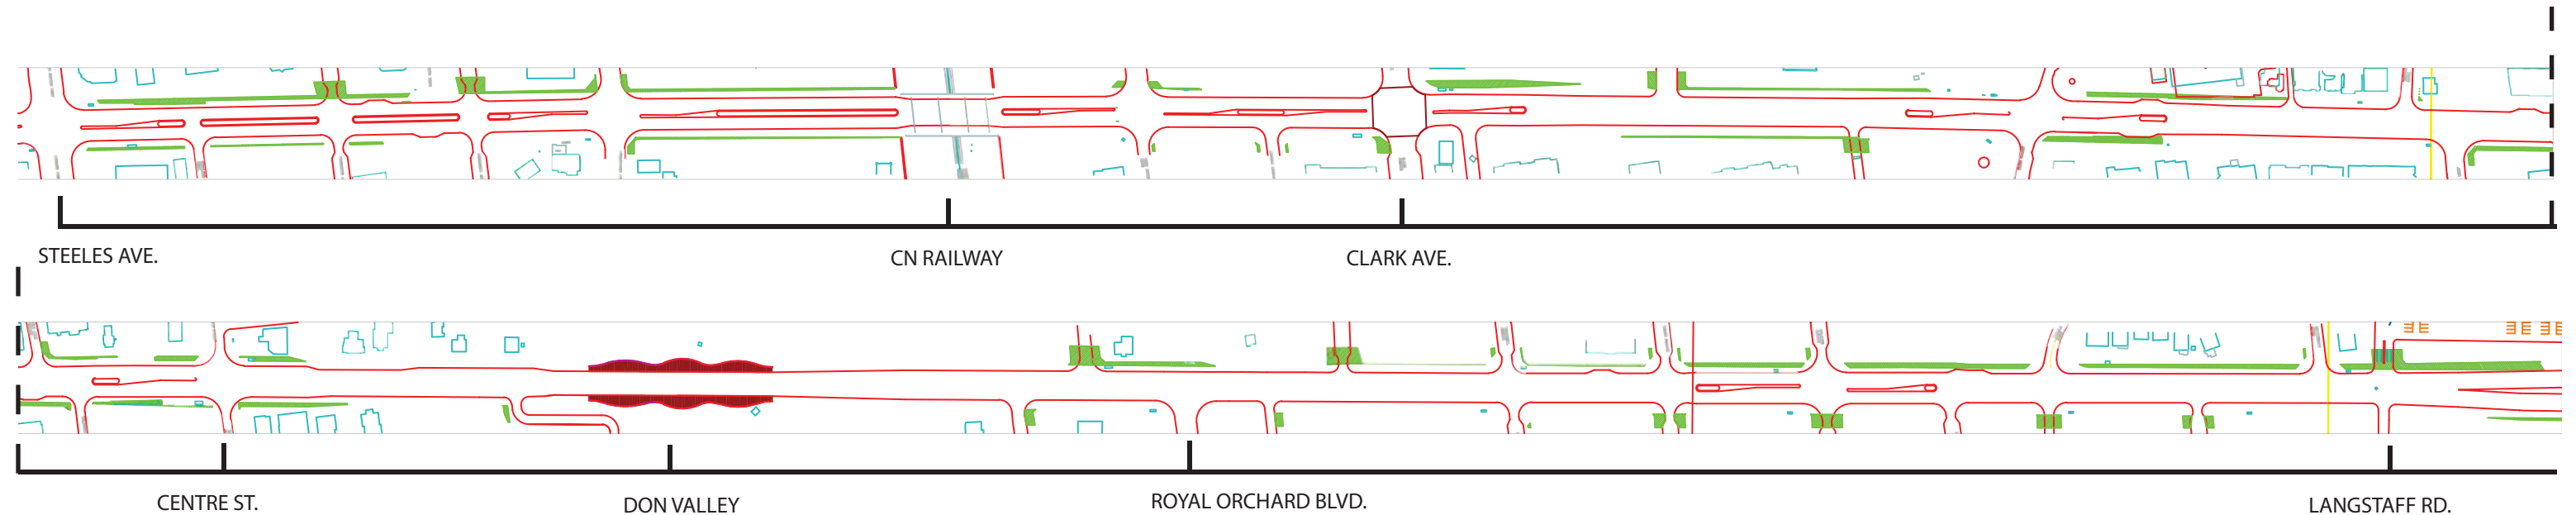 STEELES AVE.
CN RAILWAY
CLARK AVE.
CENTRE ST.
DON VALLEY
ROYAL ORCHARD BLVD.
LANGSTAFF RD.